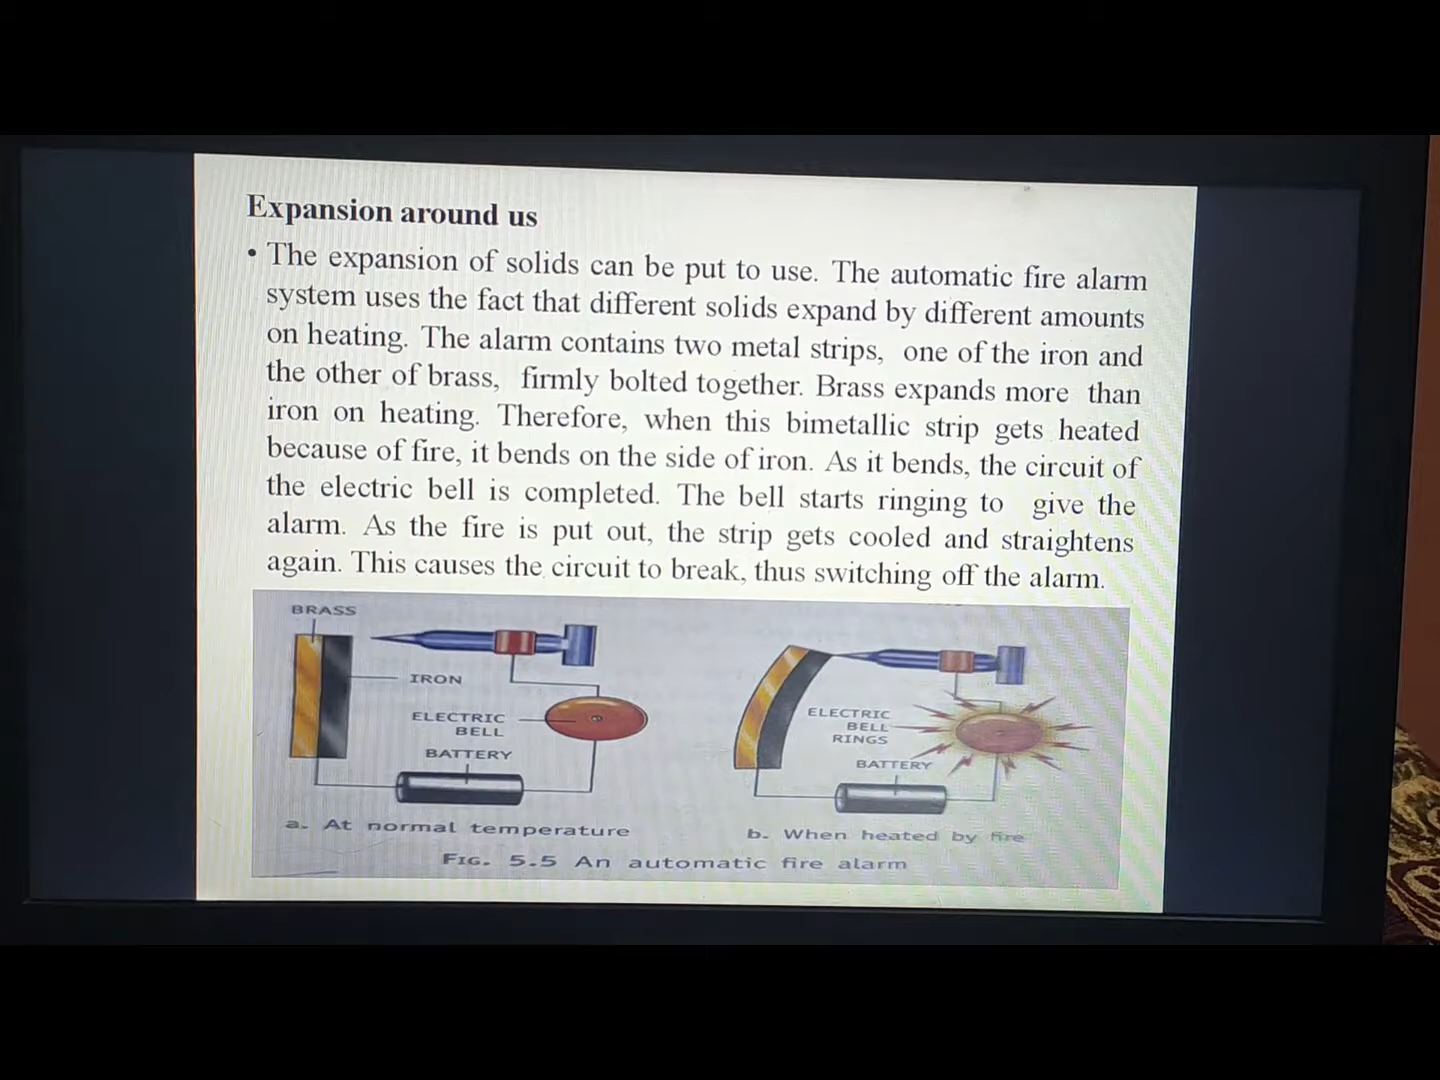 Expansion around us
• The expansion of solids can be put to use. The automatic fire alarm
system uses the fact that different solids expand by different amounts
on heating. The alarm contains two metal strips, one of the iron and
the other of brass, firmly bolted together. Brass expands more than
iron on heating. Therefore, when this bimetallic strip gets heated
because of fire, it bends on the side of iron. As it bends, the circuit of
the electric bell is completed. The bell starts ringing to give the
alarm. As the fire is put out, the strip gets cooled and straightens
again. This causes the circuit to break, thus switching off the alarm.
BRASS
IRON
ELECTRIC
BELL
BATTERY
a. At normal temperature
ELECTRIC
BELL
RINGS
BATTERY
b. When heated by fire
FIG. 5.5 An automatic fire alarm